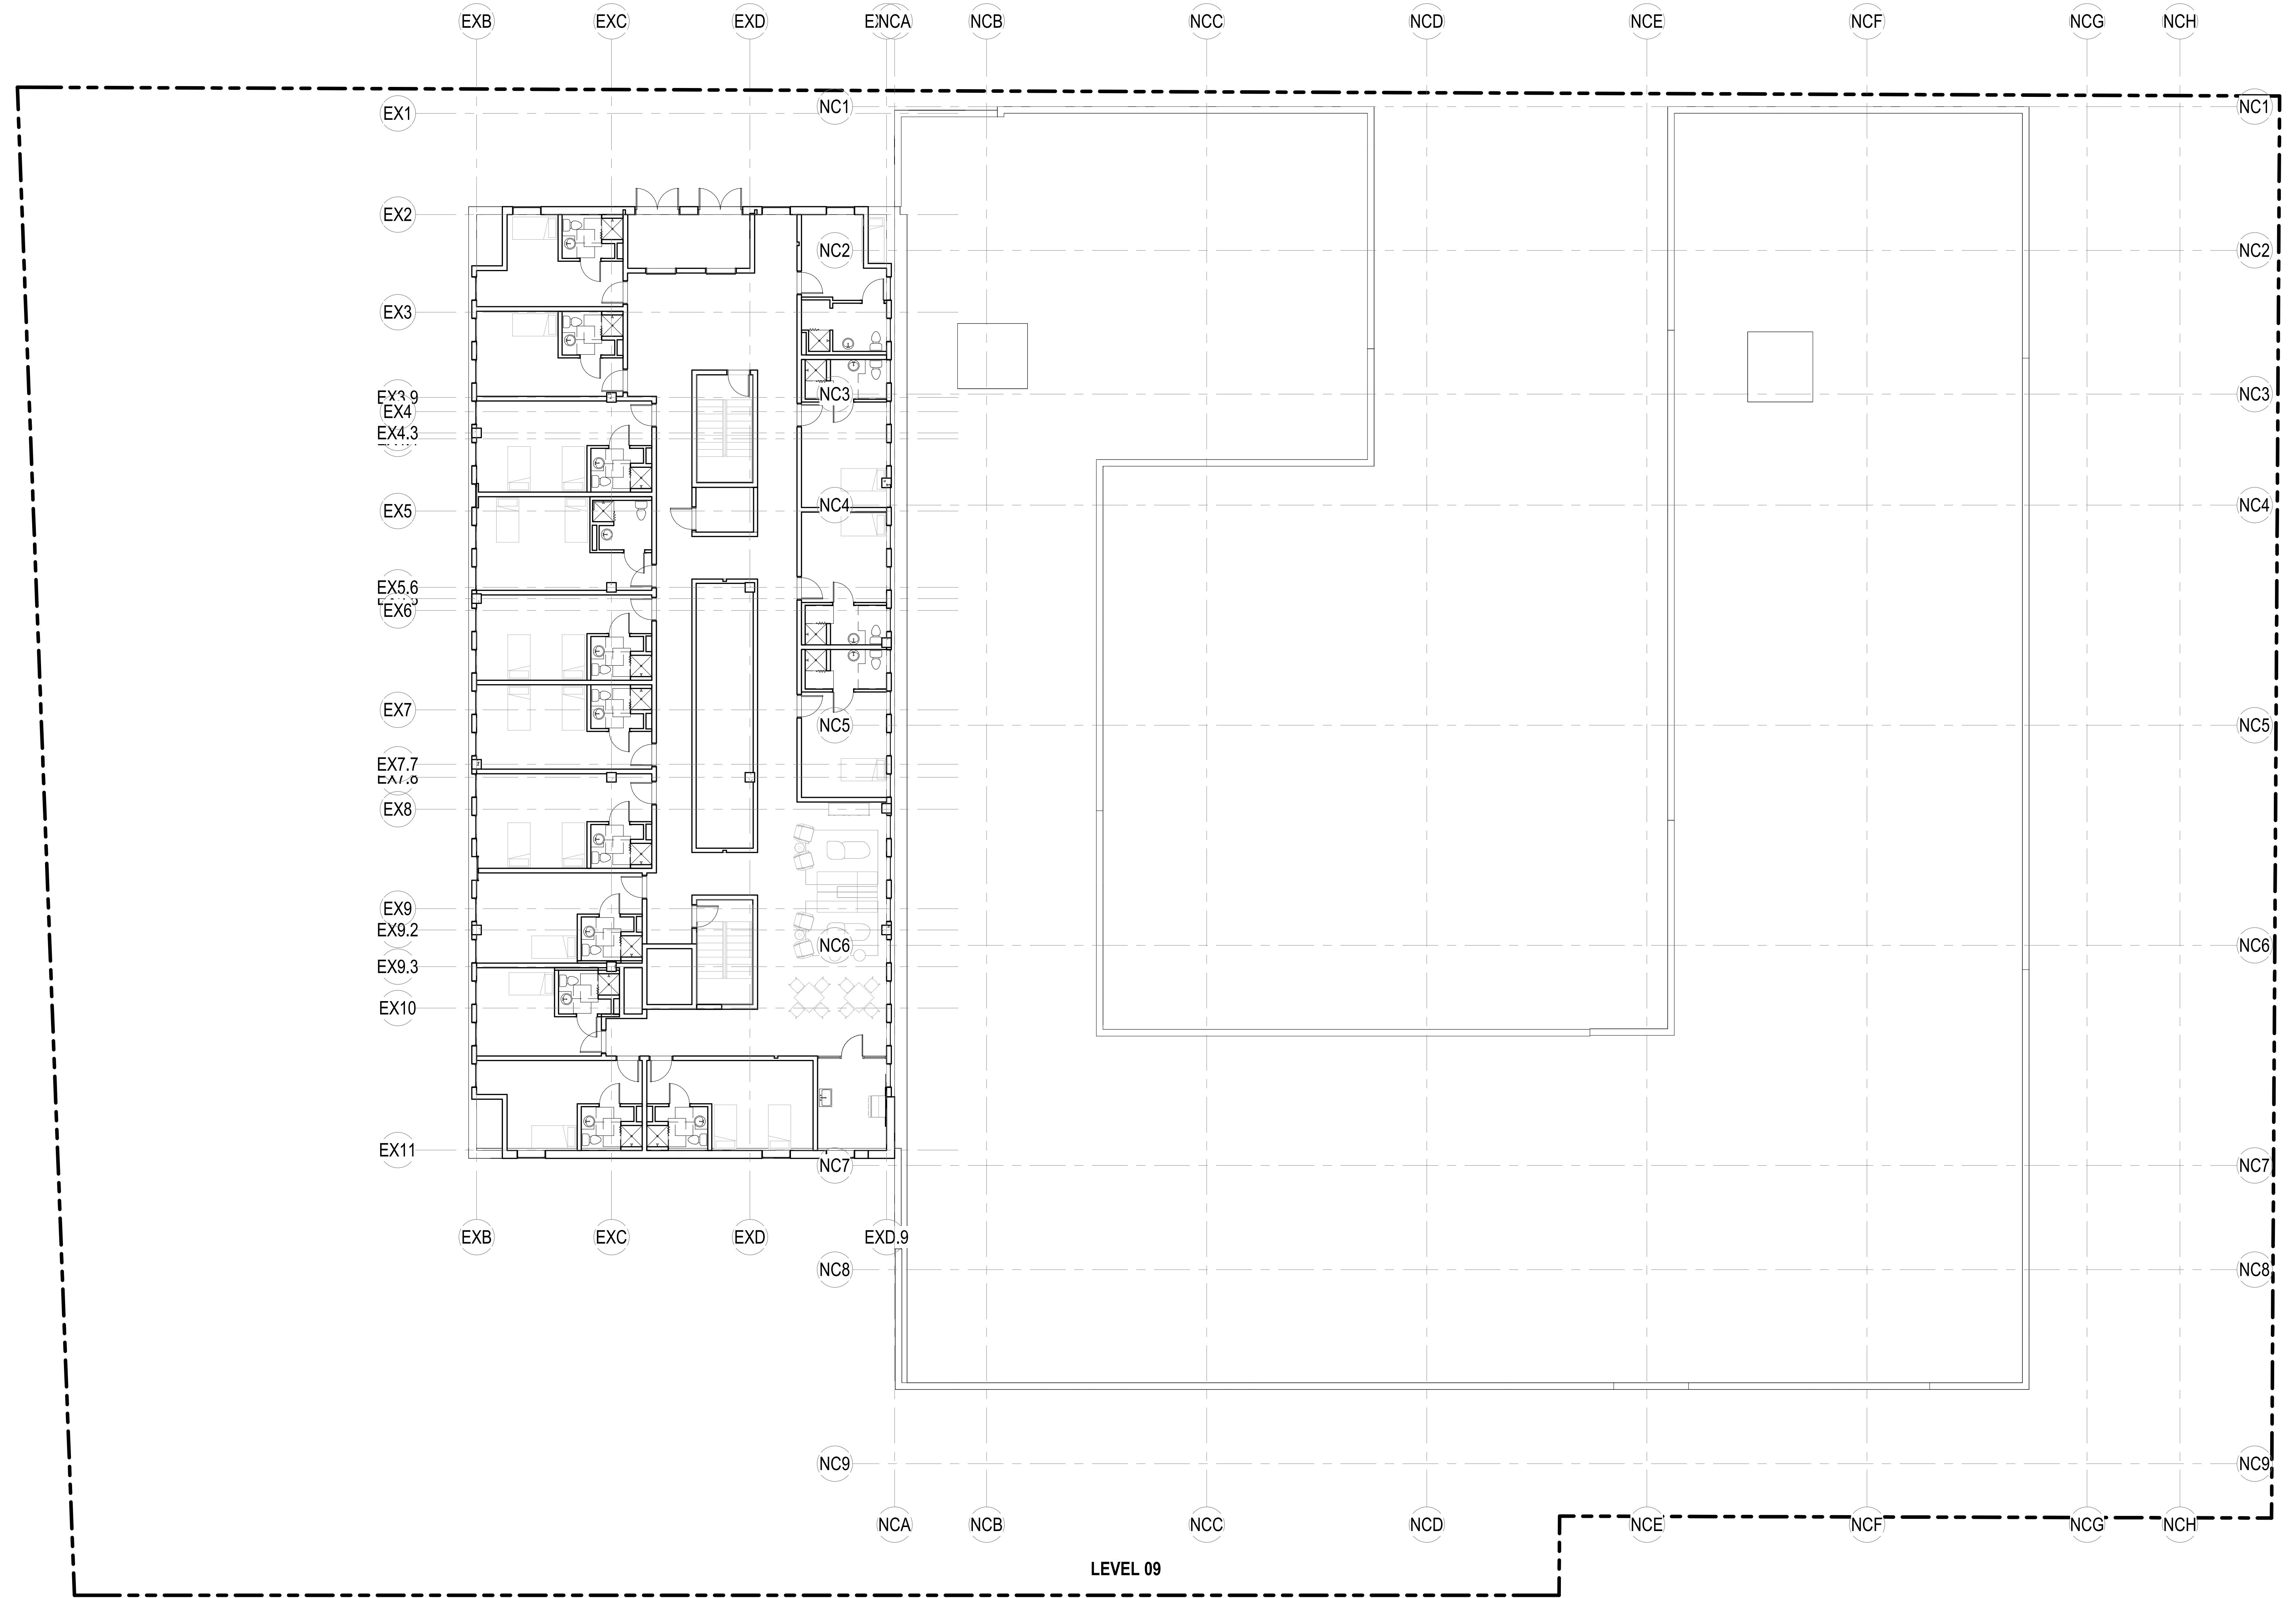 EXB EXC EXD NCA NCB NCC NCD NCE NCF NCG NCH
EX1 NC1 NC1
EX2
NC2 NC2
EX3
EX3.9 NC3 NC3
EX4
EX4.3
EX5 NC4 NC4
EX5.6
EX6
EX7
NC5 NC5
EX7.7
EX8
EX9
EX9.2
NC6 NC6
EX9.3
EX10
EX11
NC7 NC7
EXB EXC EXD EXD.9
NC8 NC8
NC9 NC9
NCA NCB NCC NCD NCE NCF NCG NCH
LEVEL 09